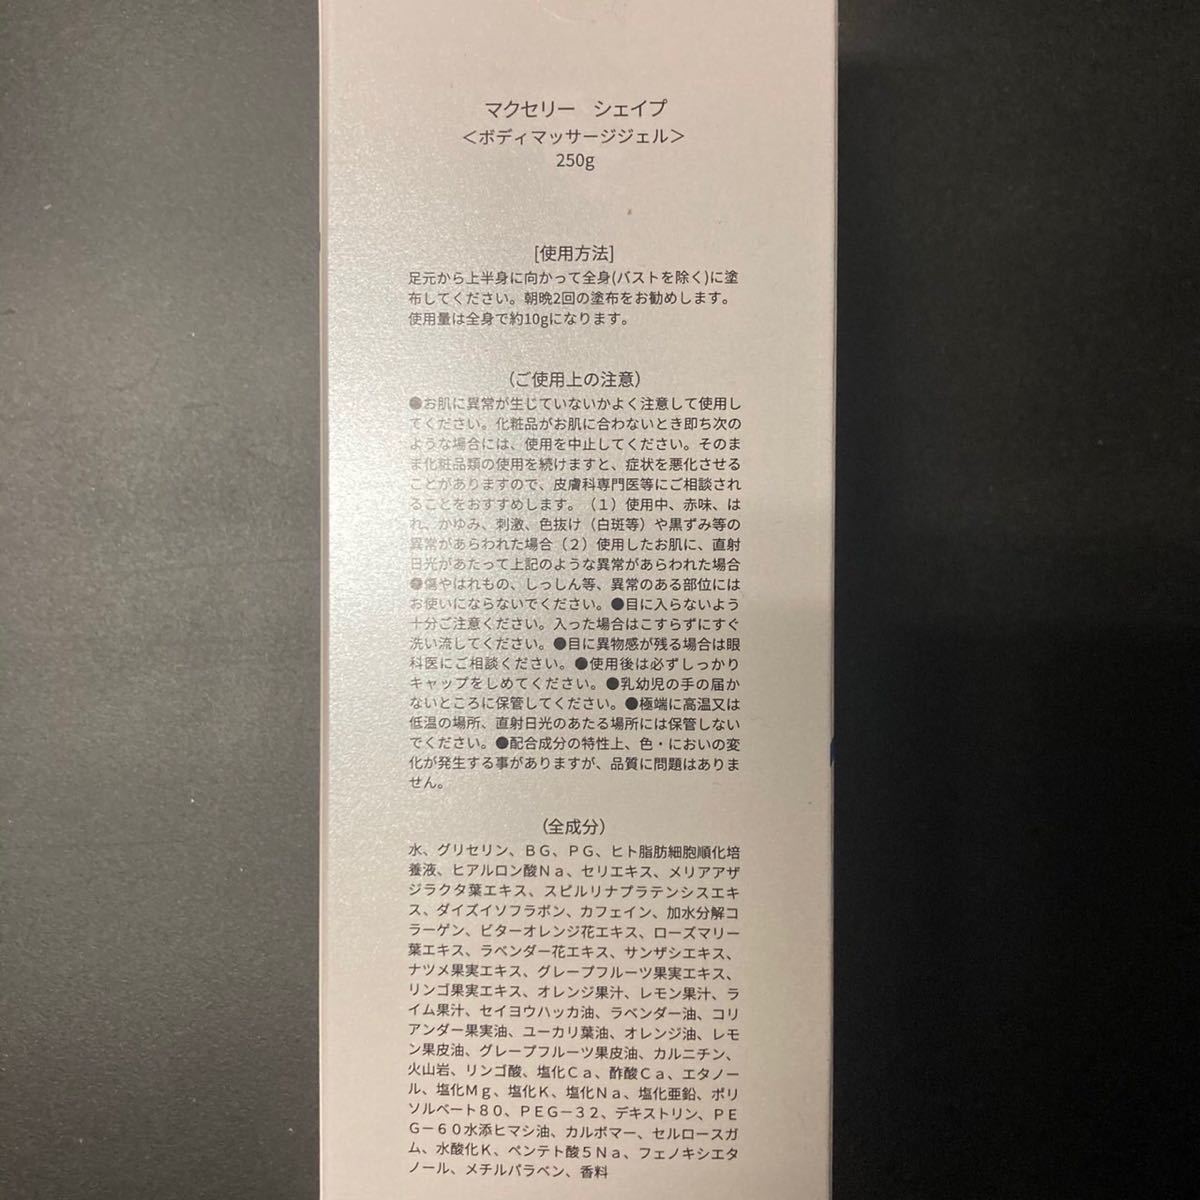 マクセリー シェイプ
＜ボディマッサージジェル＞
250g
[使用方法]
足元から上半身に向かって全身(バストを除く)に塗
布してください。朝晩2回の塗布をお勧めします。
使用量は全身で約10gになります。
（ご使用上の注意）
●お肌に異常が生じていないかよく注意して使用し
てください。化粧品がお肌に合わないとき即ち次の
ような場合には、使用を中止してください。そのま
ま化粧品類の使用を続けますと、症状を悪化させる
ことがありますので、皮膚科専門医等にご相談され
ることをおすすめします。（１）使用中、赤味、は
れ、かゆみ、刺激、色抜け（白斑等）や黒ずみ等の
異常があらわれた場合（２）使用したお肌に、直射
日光があたって上記のような異常があらわれた場合
●傷やはれもの、しっしん等、異常のある部位には
お使いにならないでください。●目に入らないよう
十分ご注意ください。入った場合はこすらずにすぐ
洗い流してください。●目に異物感が残る場合は眼
科医にご相談ください。●使用後は必ずしっかり
キャップをしめてください。●乳幼児の手の届か
ないところに保管してください。●極端に高温又は
低温の場所、直射日光のあたる場所には保管しない
でください。●配合成分の特性上、色・においの変
化が発生する事がありますが、品質に問題はありま
せん。
（全成分）
水、グリセリン、ＢＧ、ＰＧ、ヒト脂肪細胞順化培
養液、ヒアルロン酸Ｎａ、セリエキス、メリアアザ
ジラクタ葉エキス、スピルリナプラテンシスエキ
ス、ダイズイソフラボン、カフェイン、加水分解コ
ラーゲン、ビターオレンジ花エキス、ローズマリー
葉エキス、ラベンダー花エキス、サンザシエキス、
ナツメ果実エキス、グレープフルーツ果実エキス、
リンゴ果実エキス、オレンジ果汁、レモン果汁、ラ
イム果汁、セイヨウハッカ油、ラベンダー油、コリ
アンダー果実油、ユーカリ葉油、オレンジ油、レモ
ン果皮油、グレープフルーツ果皮油、カルニチン、
火山岩、リンゴ酸、塩化Ｃａ、酢酸Ｃａ、エタノー
ル、塩化Ｍｇ、塩化Ｋ、塩化Ｎａ、塩化亜鉛、ポリ
ソルベート８０、ＰＥＧ－３２、デキストリン、ＰＥ
Ｇ－６０水添ヒマシ油、カルボマー、セルロースガ
ム、水酸化Ｋ、ペンテト酸５Ｎａ、フェノキシエタ
ノール、メチルパラベン、香料